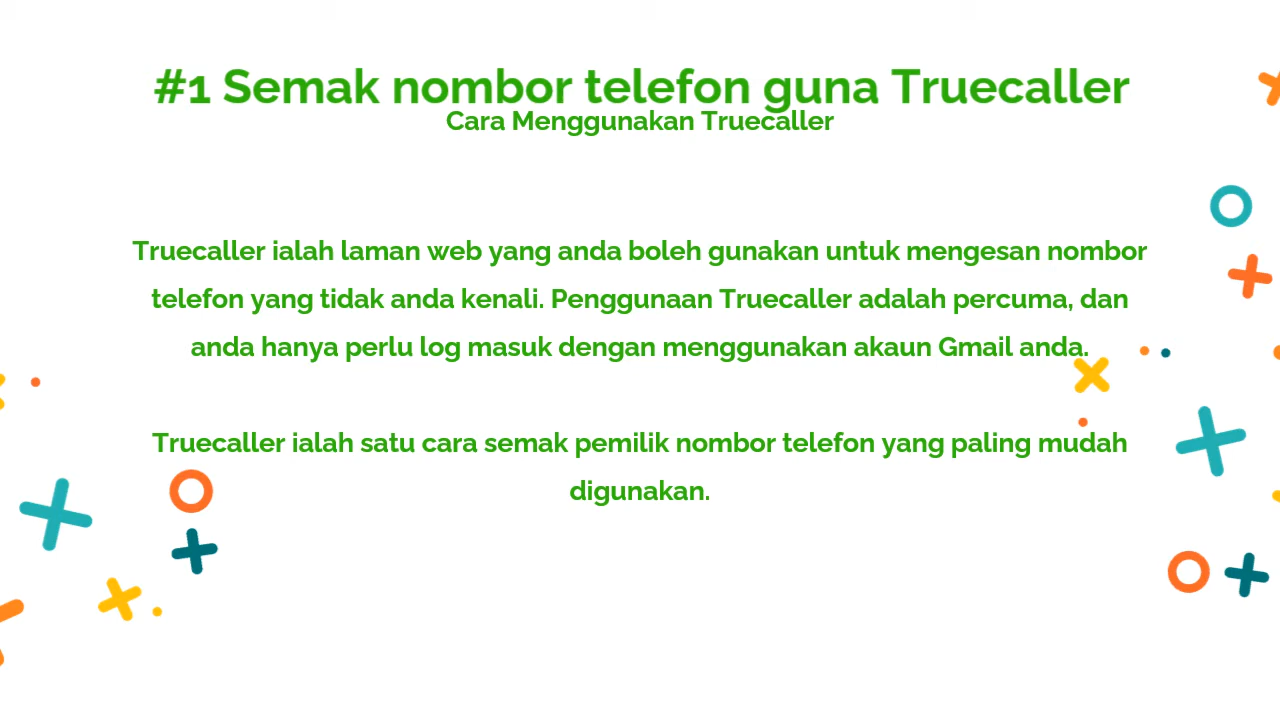 #1 Semak nombor telefon guna Truecaller
Cara Menggunakan Truecaller
Truecaller ialah laman web yang anda boleh gunakan untuk mengesan nombor
telefon yang tidak anda kenali. Penggunaan Truecaller adalah percuma, dan
anda hanya perlu log masuk dengan menggunakan akaun Gmail anda.
Truecaller ialah satu cara semak pemilik nombor telefon yang paling mudah
digunakan.